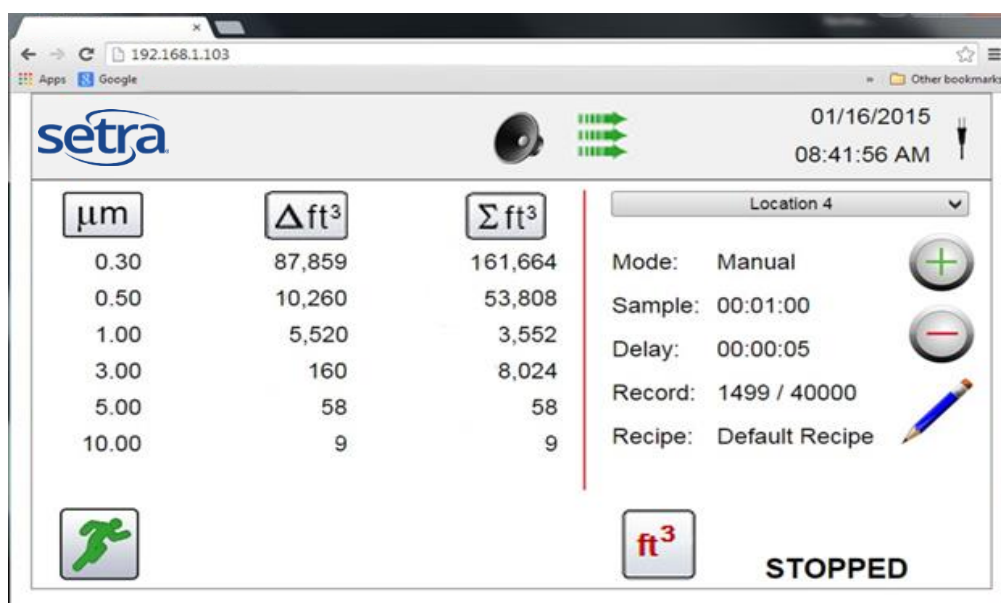 192.168.1.103
Apps Google » Other bookmarks
setra
01/16/2015
08:41:56 AM
µm Δft³ Σft³
0.30 87,859 161,664
0.50 10,260 53,808
1.00 5,520 3,552
3.00 160 8,024
5.00 58 58
10.00 9 9
Location 4
Mode: Manual
Sample: 00:01:00
Delay: 00:00:05
Record: 1499 / 40000
Recipe: Default Recipe
ft³
STOPPED